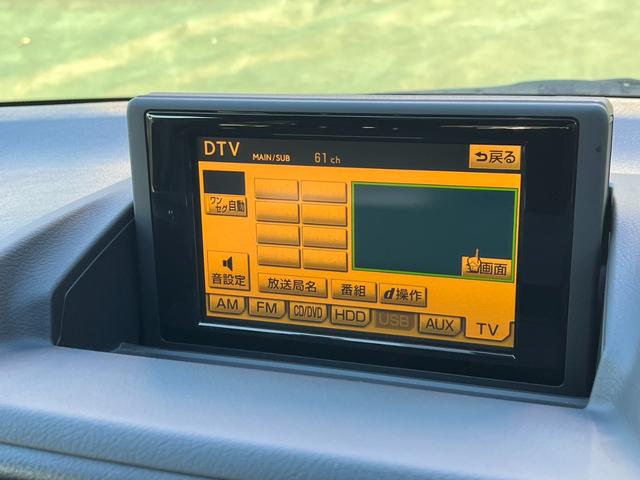 DTV MAIN/SUB 61 ch 戻る
ワンセグ 自動
全画面
音設定
放送局名 番組 d操作
AM FM CD/DVD HDD USB AUX TV